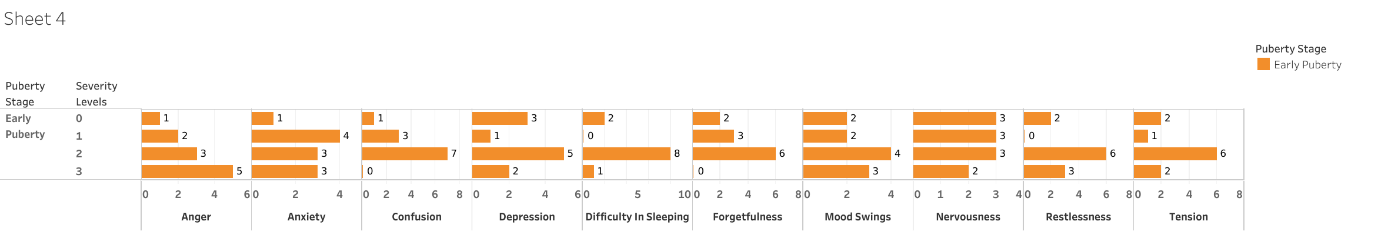 Sheet 4
Puberty Stage
Early Puberty
Puberty Severity
Stage Levels
Early 0 1 1 1 3 2 2 2 3 2 2
Puberty 1 2 4 3 1 0 3 2 3 0 1
2 3 3 7 5 8 6 4 3 6 6
3 5 3 0 2 1 0 3 2 3 2
0 2 4 6 0 2 4 0 2 4 6 8 0 2 4 6 0 5 10 0 2 4 6 8 0 2 4 0 1 2 3 4 0 2 4 6 8 0 2 4 6 8
Anger Anxiety Confusion Depression Difficulty In Sleeping Forgetfulness Mood Swings Nervousness Restlessness Tension